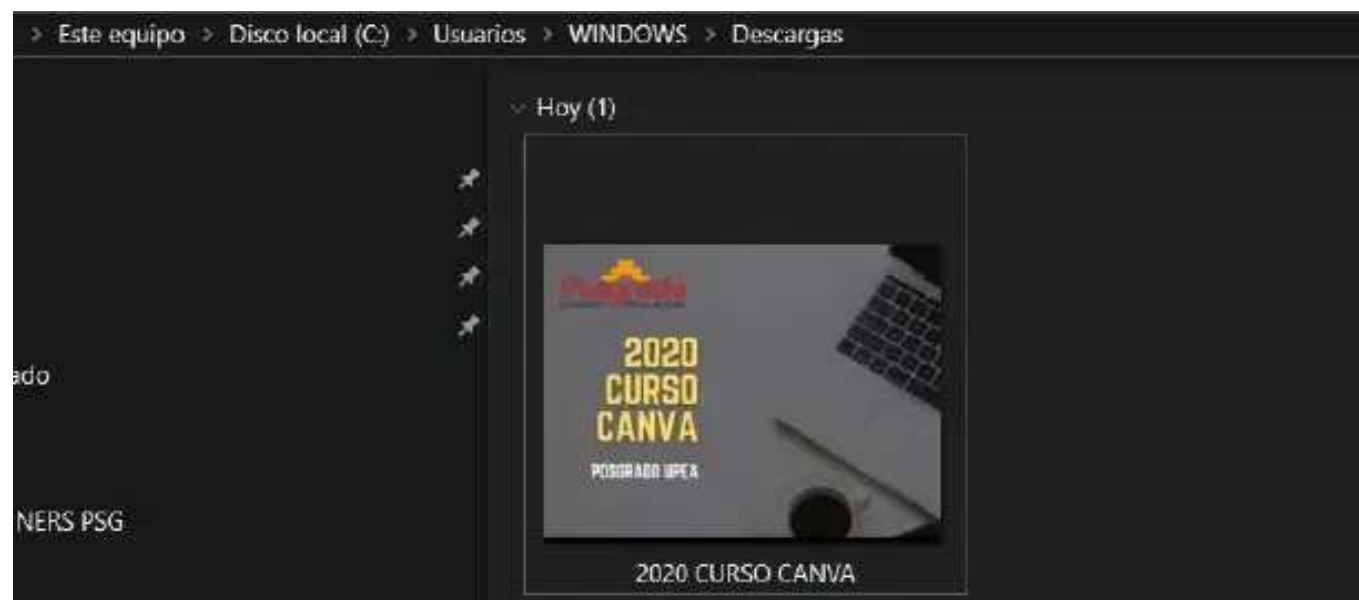 > Este equipo > Disco local (C:) > Usuarios > WINDOWS > Descargas
Hoy (1)
ado
NERS PSG
Posgrado
2020
CURSO
CANVA
POSGRADO UPEA
2020 CURSO CANVA